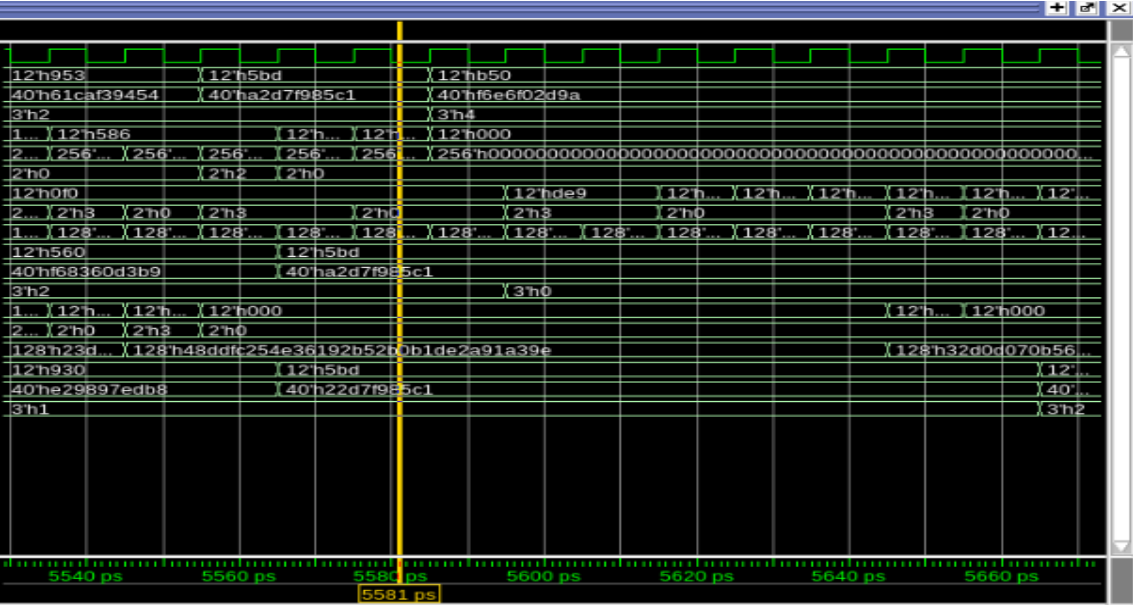 12'h953 12'h5bd 12'hb50
40'h61caf39454 40'ha2d7f985c1 40'hf6e6f02d9a
3'h2 3'h4
1... 12'h586 12'h... 12'h... 12'h000
2... 256'... 256'... 256'... 256'... 256... 256'h0000000000000000000000000000000000000000000000000000...
2'h0 2'h2 2'h0
12'h0f0 12'hde9 12'h... 12'h... 12'h... 12'h... 12'h... 12'...
2... 2'h3 2'h0 2'h3 2'h0 2'h3 2'h0 2'h3 2'h0
1... 128'... 128'... 128'... 128'... 128... 128'... 128'... 128'... 128'... 128'... 128'... 128'... 128'... 12...
12'h560 12'h5bd
40'hf68360d3b9 40'ha2d7f985c1
3'h2 3'h0
1... 12'h... 12'h... 12'h000 12'h... 12'h000
2... 2'h0 2'h3 2'h0
128'h23d... 128'h48ddfc254e36192b52b0b1de2a91a39e 128'h32d0d070b56...
12'h930 12'h5bd 12'...
40'he29897edb8 40'h22d7f985c1 40'...
3'h1 3'h2
5540 ps 5560 ps 5580 ps 5600 ps 5620 ps 5640 ps 5660 ps
5581 ps